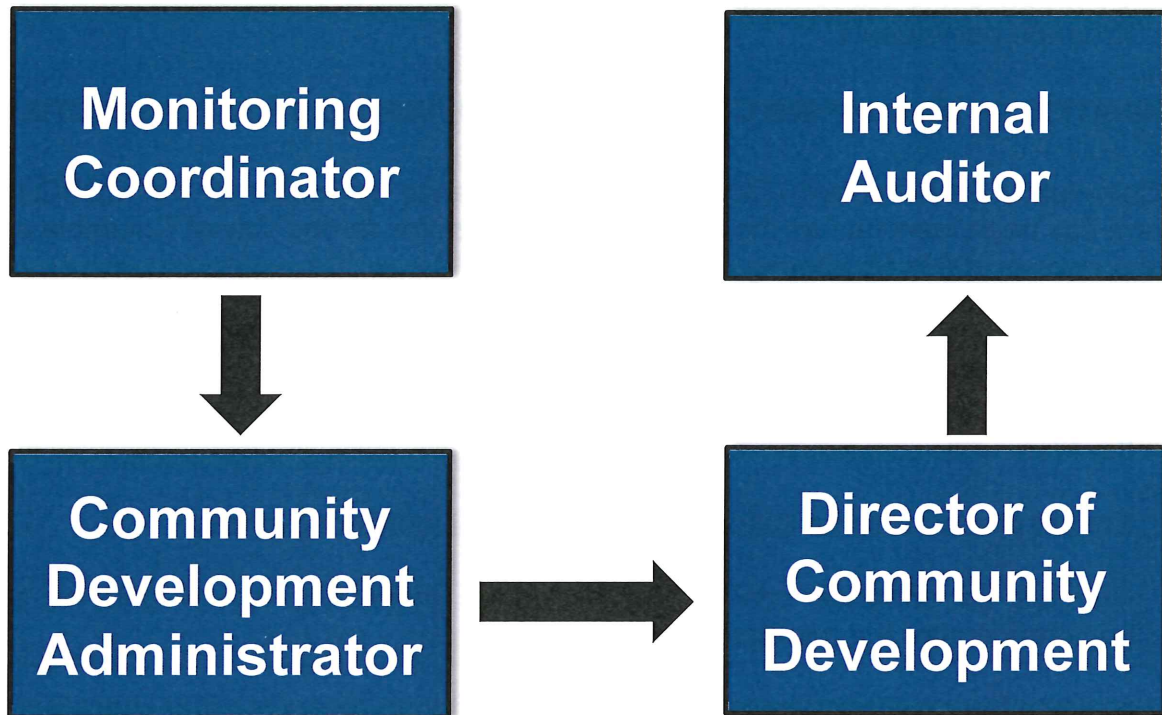 Monitoring
Coordinator
Internal
Auditor
Community
Development
Administrator
Director of
Community
Development